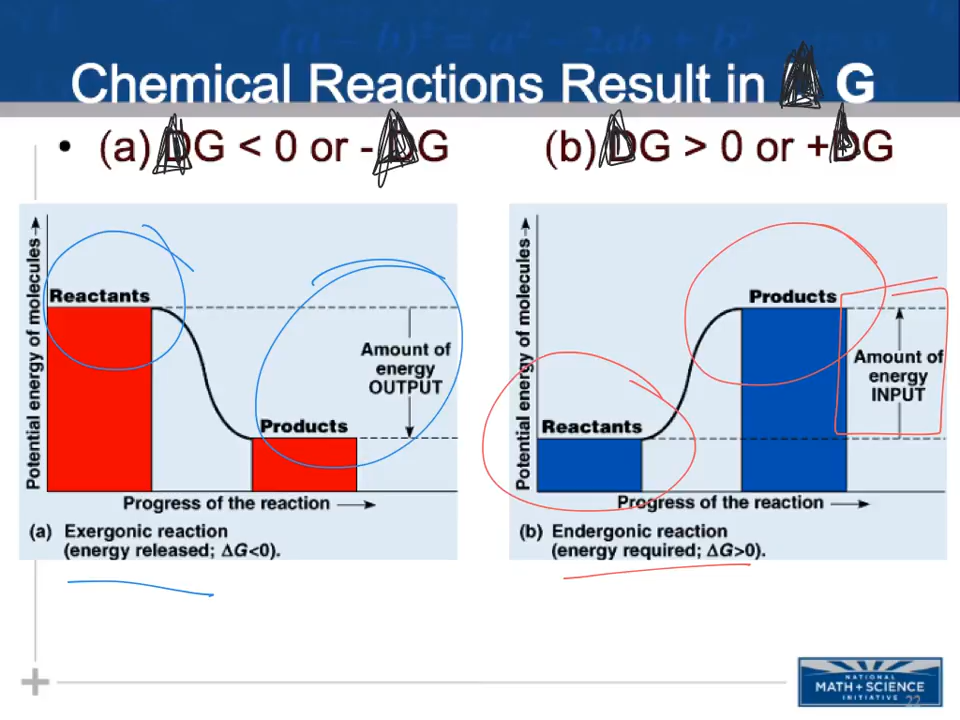 Chemical Reactions Result in G
• (a) DG < 0 or - DG (b) DG > 0 or +DG
Potential energy of molecules
Reactants
Amount of
energy
OUTPUT
Products
Progress of the reaction
(a) Exergonic reaction
(energy released; ΔG<0).
Potential energy of molecules
Products
Amount of
energy
INPUT
Reactants
Progress of the reaction
(b) Endergonic reaction
(energy required; ΔG>0).
NATIONAL
MATH + SCIENCE
INITIATIVE
22